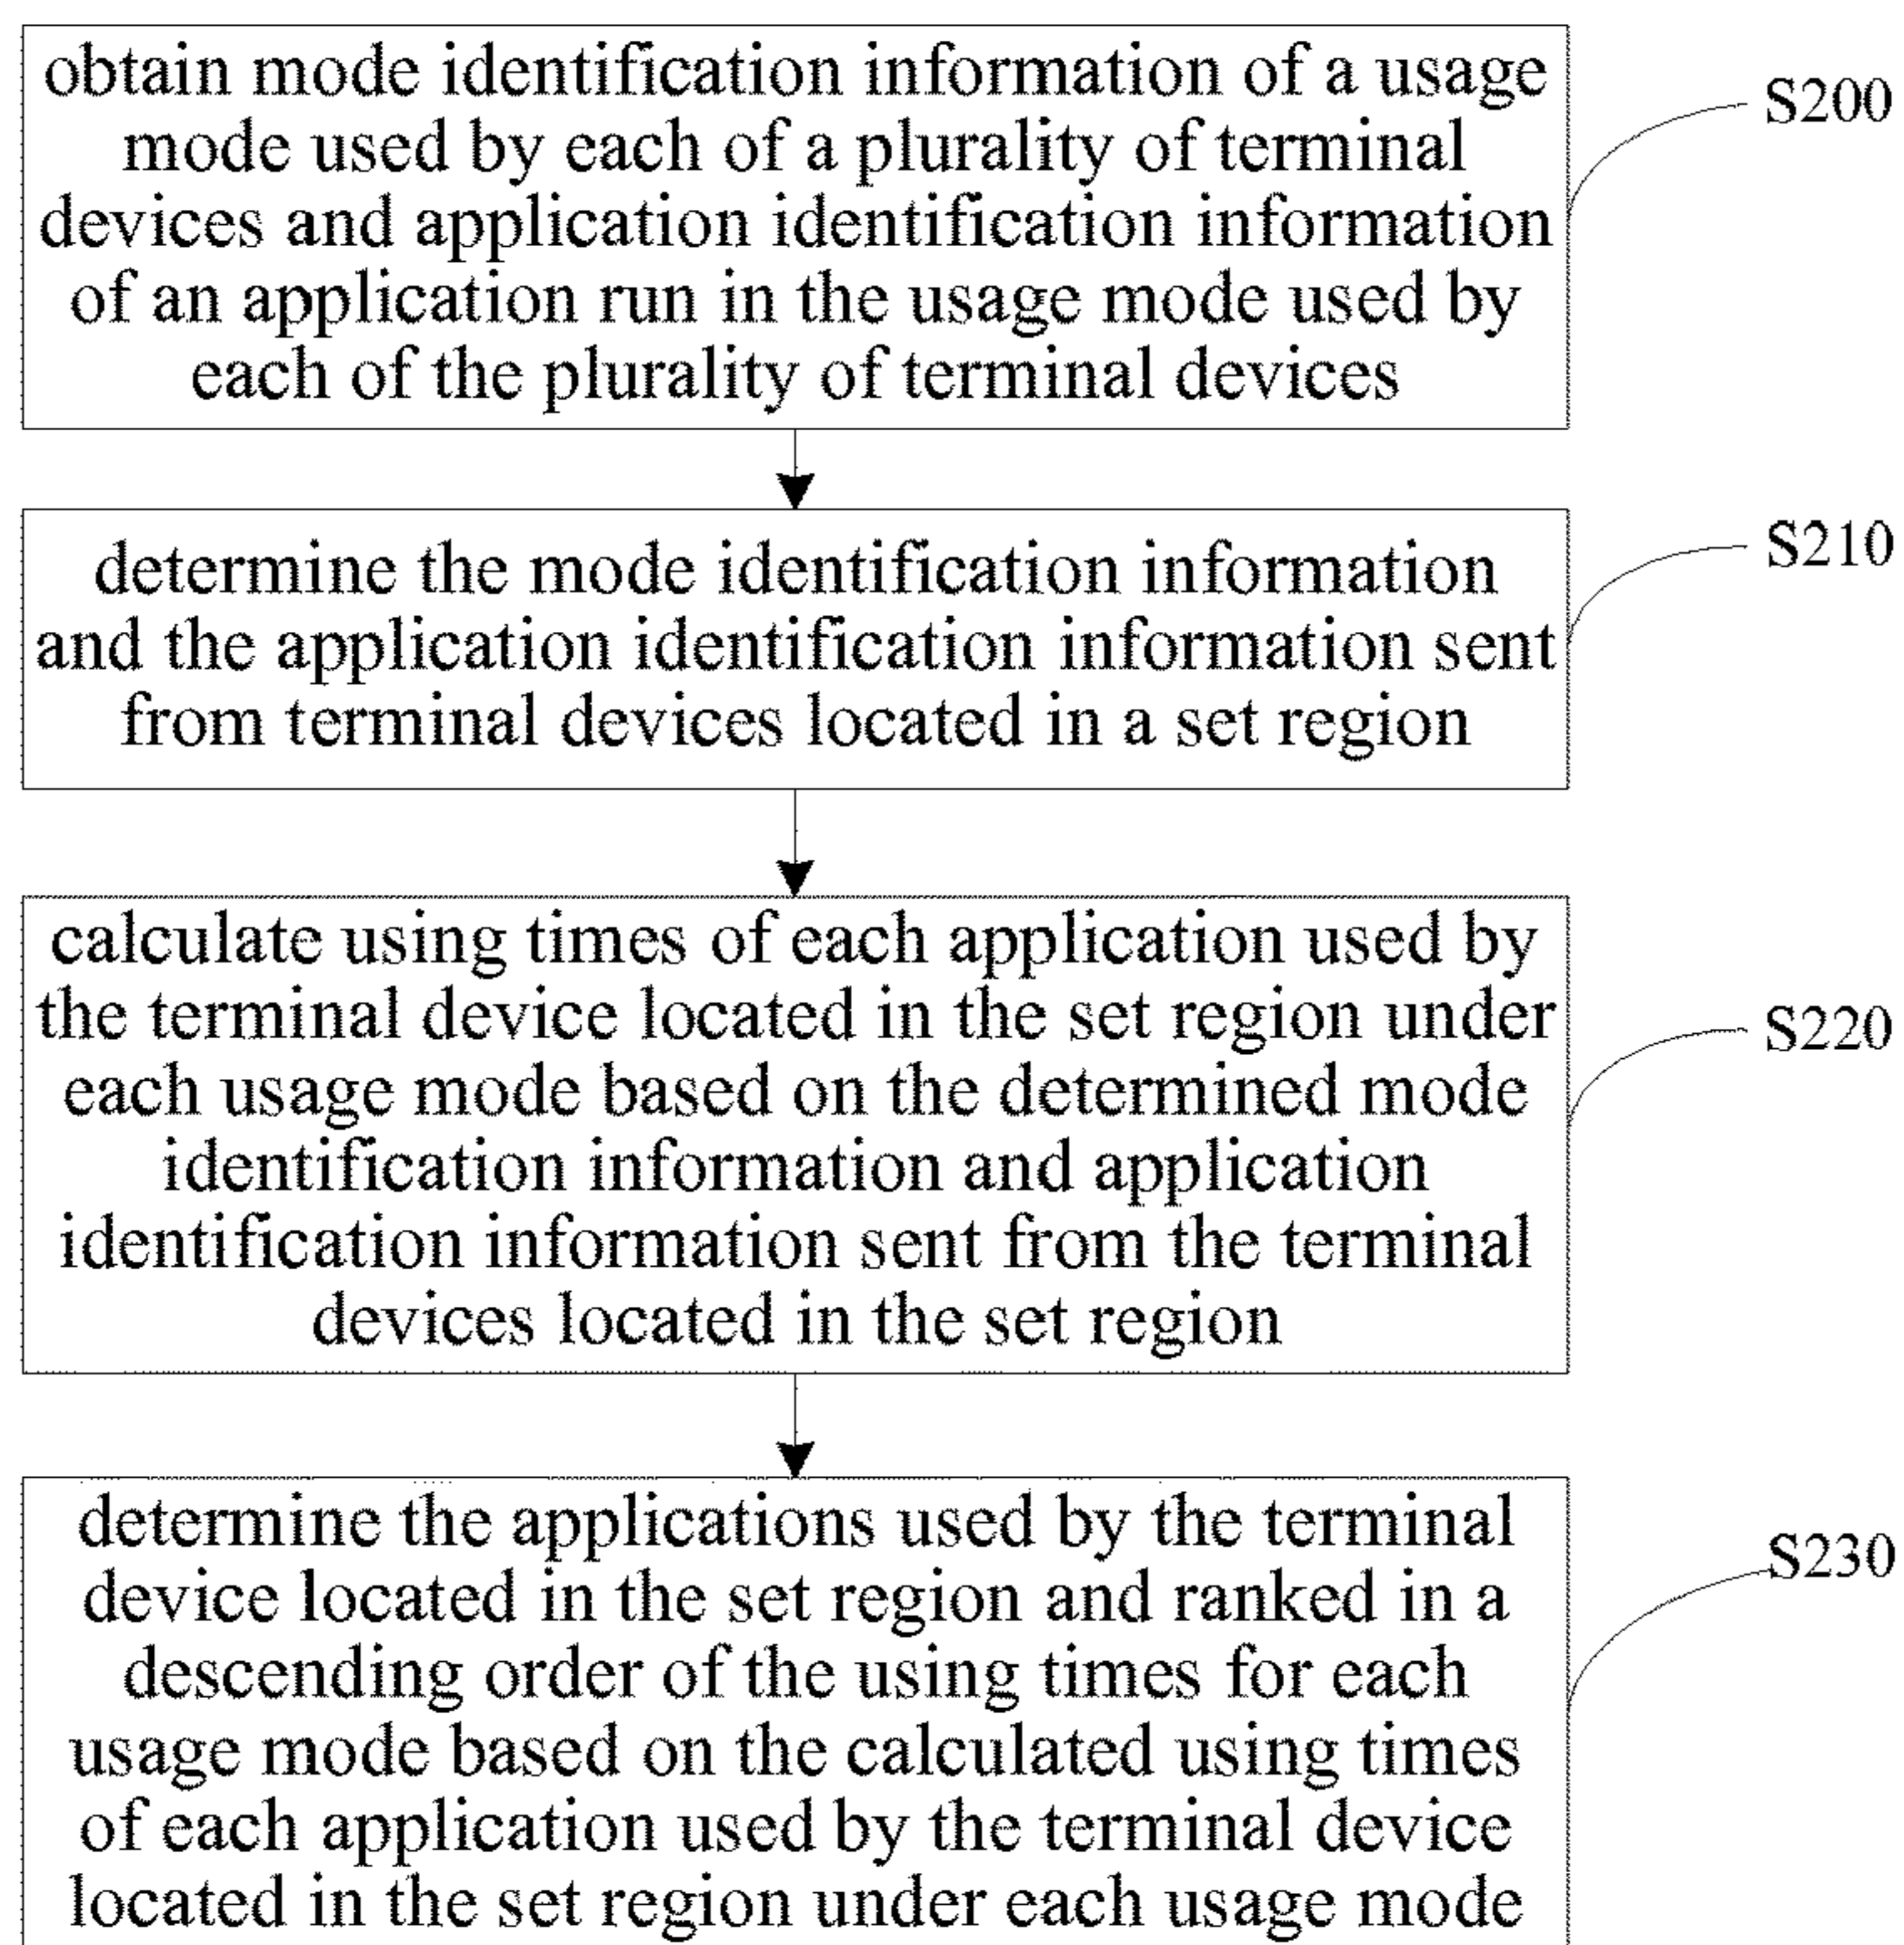 obtain mode identification information of a usage
mode used by each of a plurality of terminal
devices and application identification information
of an application run in the usage mode used by
each of the plurality of terminal devices
S200
determine the mode identification information
and the application identification information sent
from terminal devices located in a set region
S210
calculate using times of each application used by
the terminal device located in the set region under
each usage mode based on the determined mode
identification information and application
identification information sent from the terminal
devices located in the set region
S220
determine the applications used by the terminal
device located in the set region and ranked in a
descending order of the using times for each
usage mode based on the calculated using times
of each application used by the terminal device
located in the set region under each usage mode
S230